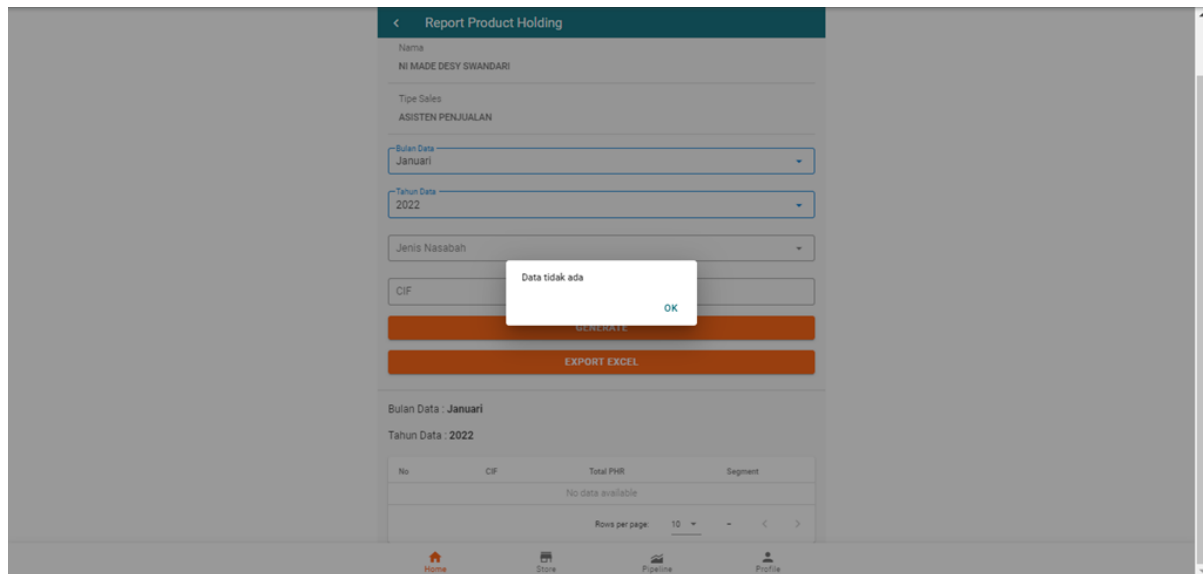 Report Product Holding
Nama
NI MADE DESY SWANDARI
Tipe Sales
ASISTEN PENJUALAN
Bulan Data
Januari
Tahun Data
2022
Jenis Nasabah
Data tidak ada
CIF
OK
GENERATE
EXPORT EXCEL
Bulan Data : Januari
Tahun Data : 2022
No CIF Total PHR Segment
No data available
Rows per page: 10 -
Home Store Pipeline Profile